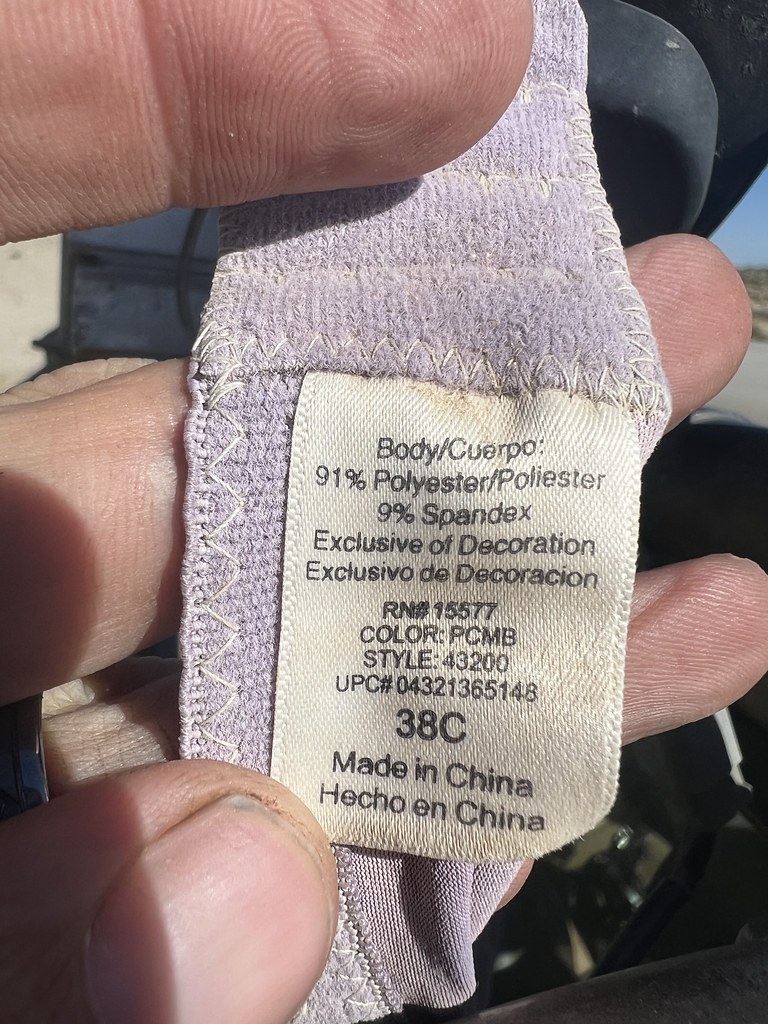 Body/Cuerpo:
91% Polyester/Poliester
9% Spandex
Exclusive of Decoration
Exclusivo de Decoracion
RN# 15577
COLOR: PCMB
STYLE: 43200
UPC# 04321365148
38C
Made in China
Hecho en China